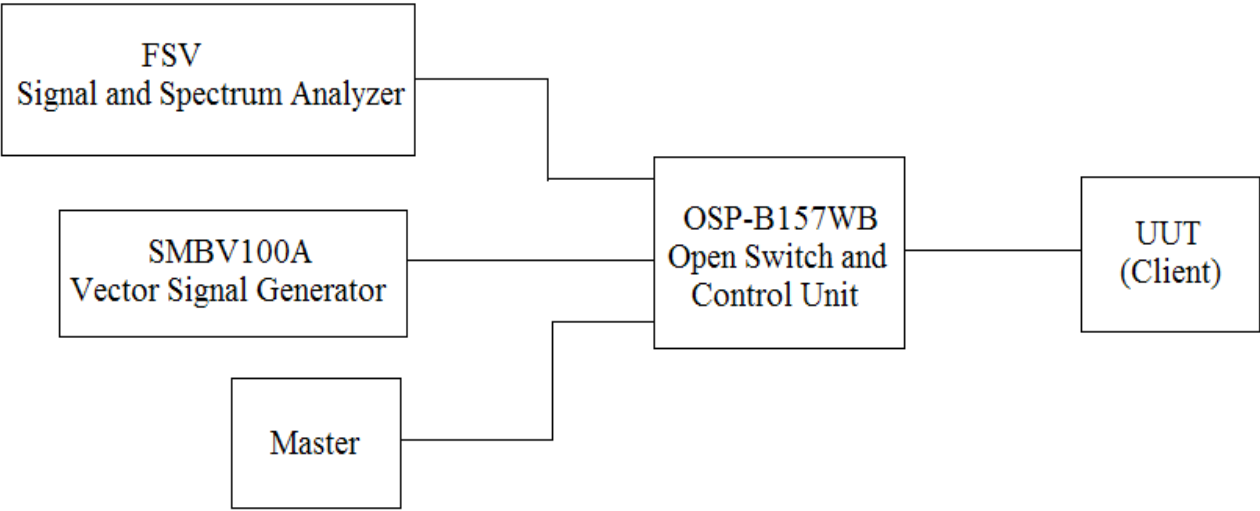 FSV
Signal and Spectrum Analyzer
SMBV100A
Vector Signal Generator
Master
OSP-B157WB
Open Switch and
Control Unit
UUT
(Client)